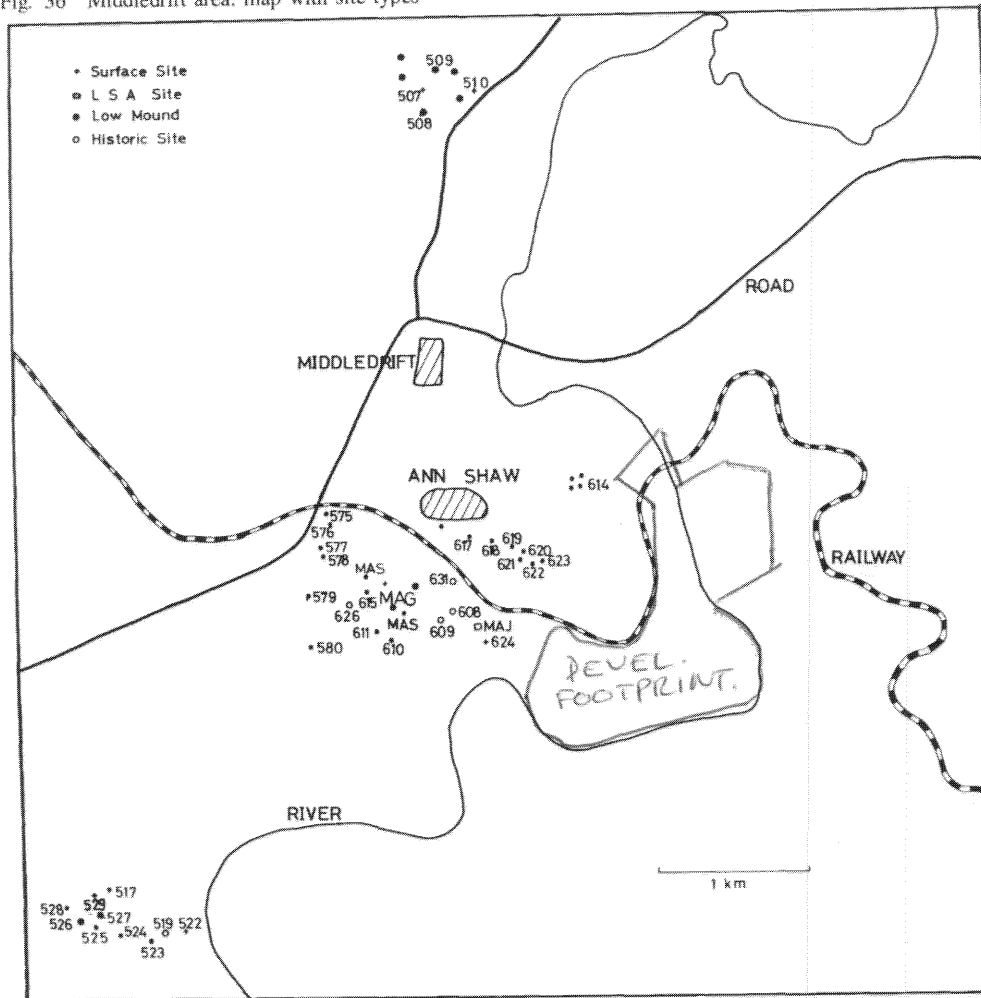 Fig. 36 Middledrift area: map with site types
Surface Site
L S A Site
Low Mound
Historic Site
509
510
507
508
ROAD
MIDDLEDRIFT
ANN SHAW
614
575
576
577
578
617
618
619
620
621
622
623
RAILWAY
MAS
631
579
615
MAG
626
608
MAS
609
MAJ
611
624
580
610
DEVEL.
FOOTPRINT.
RIVER
1 km
517
528
529
527
526
525
524
519
522
523